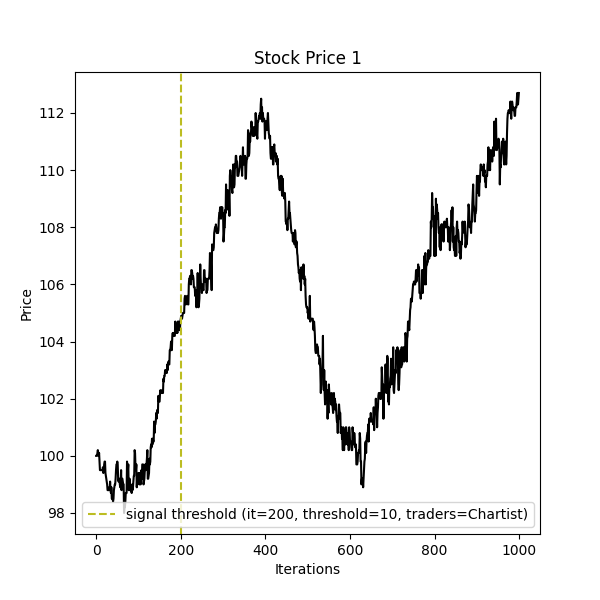 Stock Price 1
Price
112
110
108
106
104
102
100
98
signal threshold (it=200, threshold=10, traders=Chartist)
0 200 400 600 800 1000
Iterations